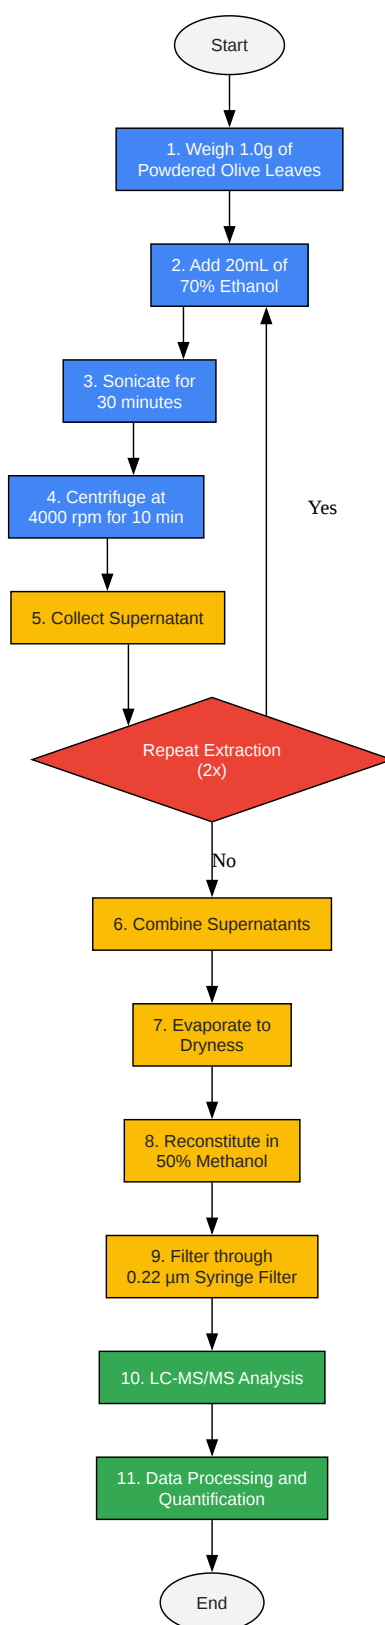 Start
1. Weigh 1.0g of
Powdered Olive Leaves
2. Add 20mL of
70% Ethanol
3. Sonicate for
30 minutes
4. Centrifuge at
4000 rpm for 10 min
Yes
5. Collect Supernatant
Repeat Extraction
(2x)
No
6. Combine Supernatants
7. Evaporate to
Dryness
8. Reconstitute in
50% Methanol
9. Filter through
0.22 µm Syringe Filter
10. LC-MS/MS Analysis
11. Data Processing and
Quantification
End